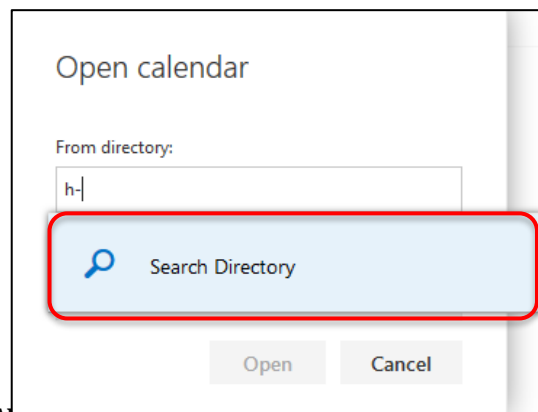 Open calendar
From directory:
h-
Search Directory
Open Cancel